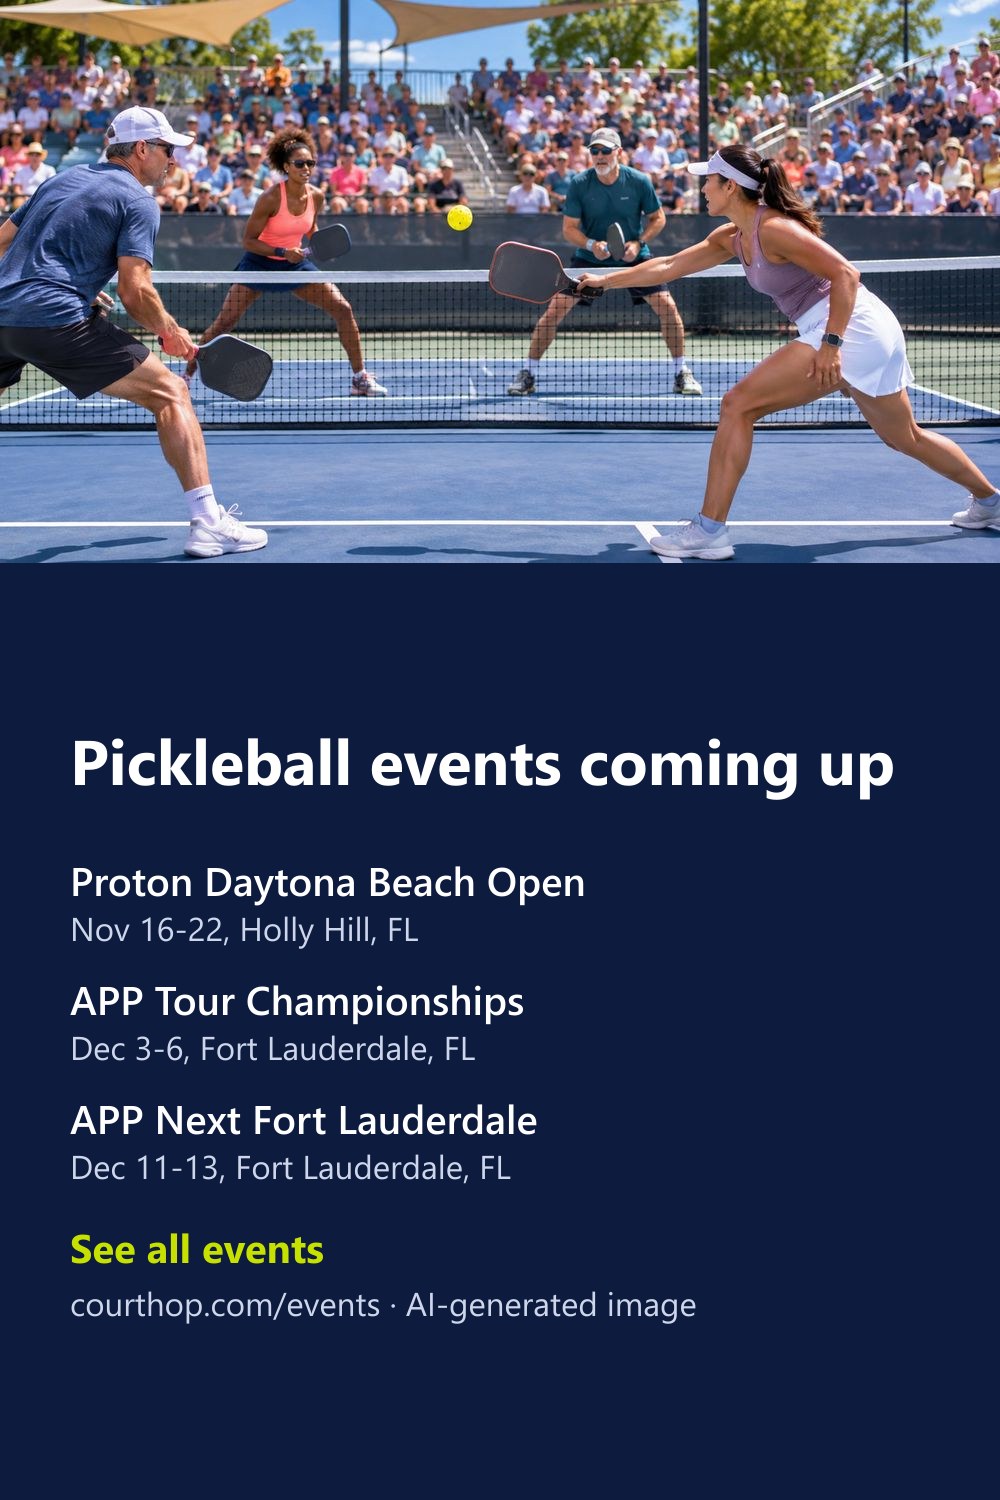 Pickleball events coming up
Proton Daytona Beach Open
Nov 16-22, Holly Hill, FL
APP Tour Championships
Dec 3-6, Fort Lauderdale, FL
APP Next Fort Lauderdale
Dec 11-13, Fort Lauderdale, FL
See all events
courthop.com/events · AI-generated image